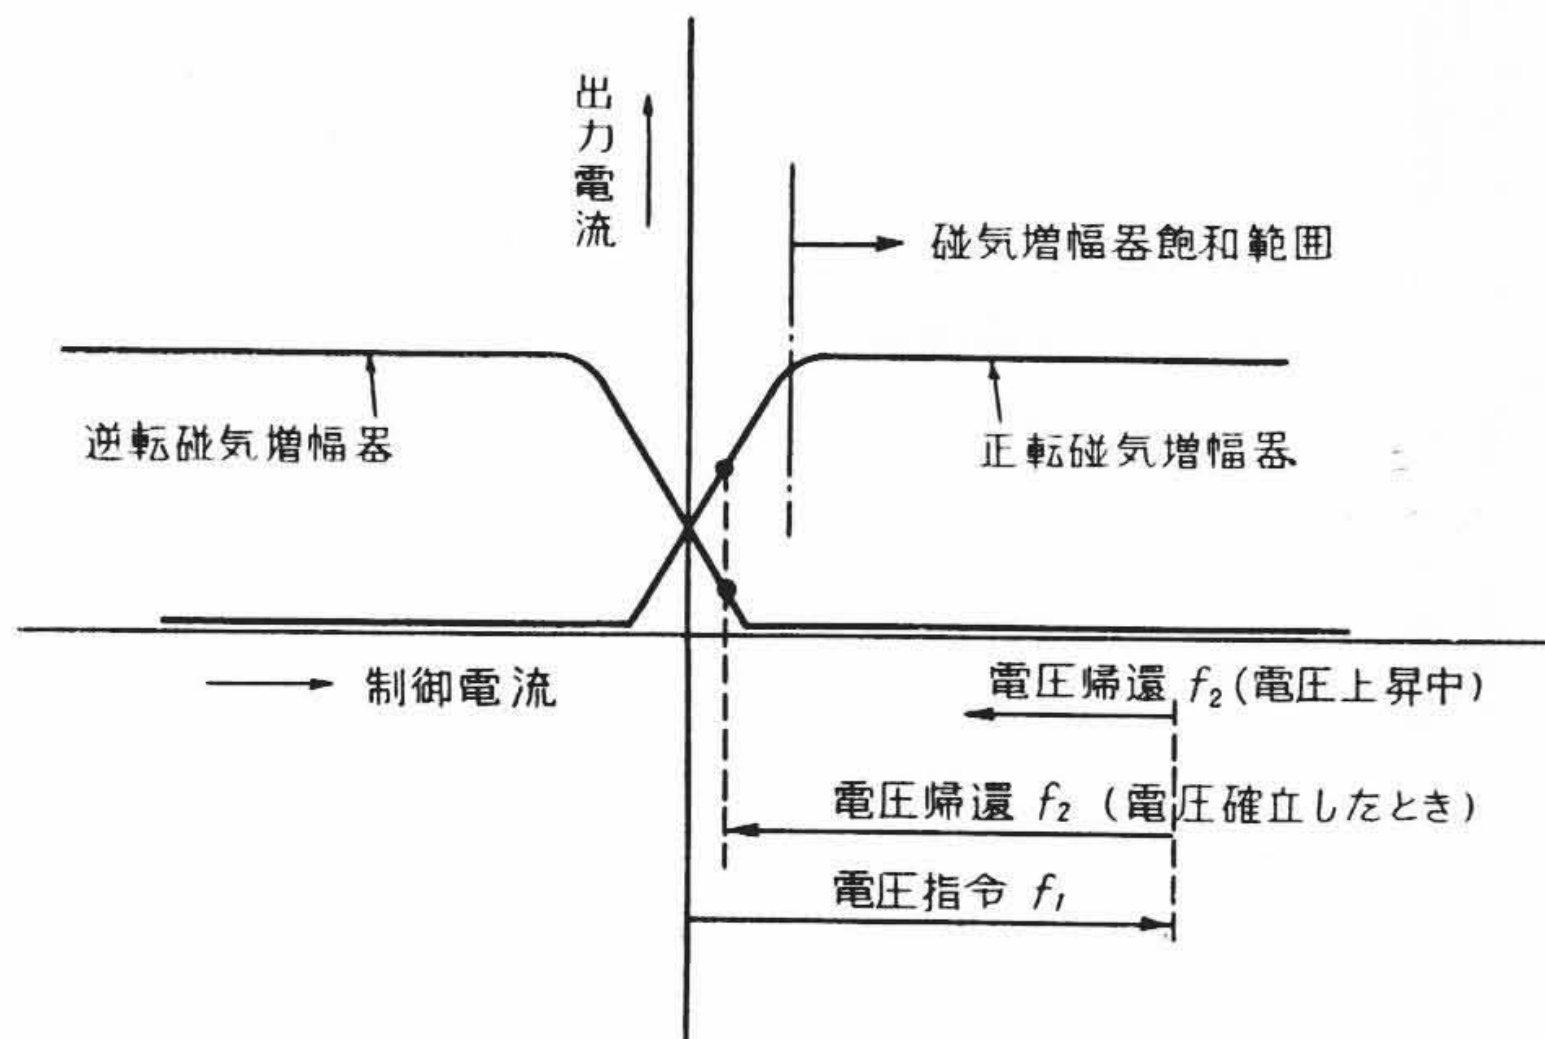 出力電流
磁気増幅器飽和範囲
逆転磁気増幅器
正転磁気増幅器
制御電流
電圧帰還 f₂(電圧上昇中)
電圧帰還 f₂ (電圧確立したとき)
電圧指令 f₁